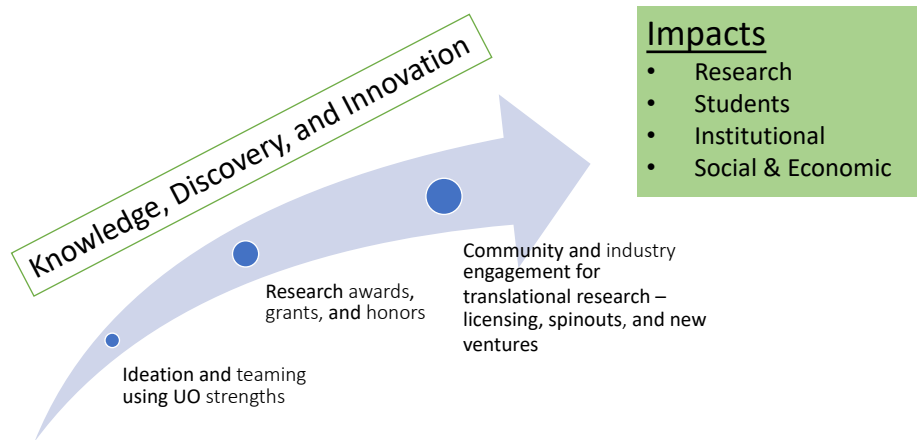 Knowledge, Discovery, and Innovation
Impacts
• Research
• Students
• Institutional
• Social & Economic
Community and industry
engagement for
translational research –
licensing, spinouts, and new
ventures
Research awards,
grants, and honors
Ideation and teaming
using UO strengths